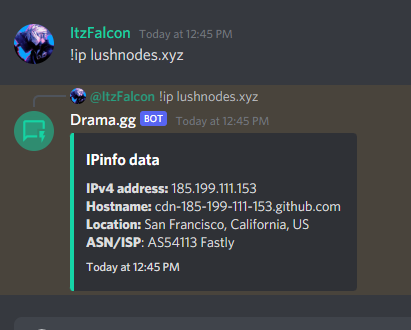 ItzFalcon Today at 12:45 PM
!ip lushnodes.xyz
@ItzFalcon !ip lushnodes.xyz
Drama.gg BOT Today at 12:45 PM
IPinfo data
IPv4 address: 185.199.111.153
Hostname: cdn-185-199-111-153.github.com
Location: San Francisco, California, US
ASN/ISP: AS54113 Fastly
Today at 12:45 PM